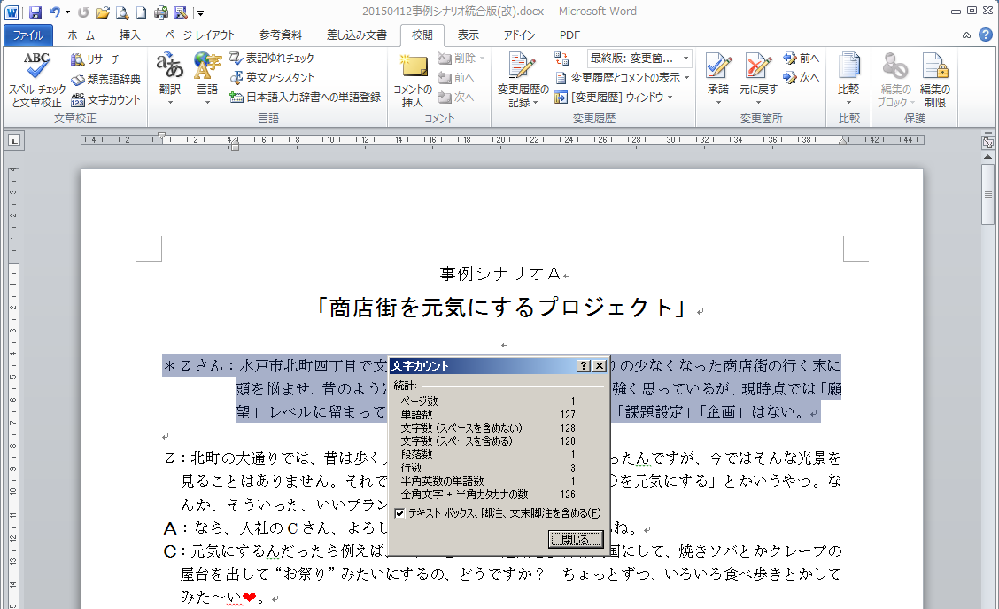 20150412事例シナリオ統合版(改).docx - Microsoft Word
ファイル ホーム 挿入 ページ レイアウト 参考資料 差し込み文書 校閲 表示 アドイン PDF
ABC
スペル チェックと文章校正
リサーチ
類義語辞典
文字カウント
文章校正
翻訳
言語
表記ゆれチェック
英文アシスタント
日本語入力辞書への単語登録
言語
コメントの挿入
削除
前へ
次へ
コメント
変更履歴の記録
最終版: 変更箇...
変更履歴とコメントの表示
[変更履歴] ウィンドウ
変更履歴
承諾
元に戻す
前へ
次へ
変更箇所
比較
比較
編集のブロック
編集の制限
保護
4 2 2 4 6 8 10 12 14 16 18 20 22 24 26 28 30 32 34 36 38 42 44
事例シナリオA
「商店街を元気にするプロジェクト」
＊Zさん：水戸市北町四丁目で文
りの少なくなった商店街の行く末に
頭を悩ませ、昔のように
強く思っているが、現時点では「願
望」レベルに留まって
「課題設定」「企画」はない。
文字カウント
統計:
ページ数 1
単語数 127
文字数 (スペースを含めない) 128
文字数 (スペースを含める) 128
段落数 1
行数 3
半角英数の単語数 1
全角文字 + 半角カタカナの数 126
テキスト ボックス、脚注、文末脚注を含める(F)
閉じる
Z：北町の大通りでは、昔は歩く
ったんですが、今ではそんな光景を
見ることはありません。それで
を元気にする」とかいうやつ。な
んか、そういった、いいプラン
A：なら、人社のCさん、よろし
ね。
C：元気にするんだったら例えば、
国にして、焼きソバとかクレープの
屋台を出して“お祭り”みたいにするの、どうですか？　ちょっとずつ、いろいろ食べ歩きとかして
みた～い❤。